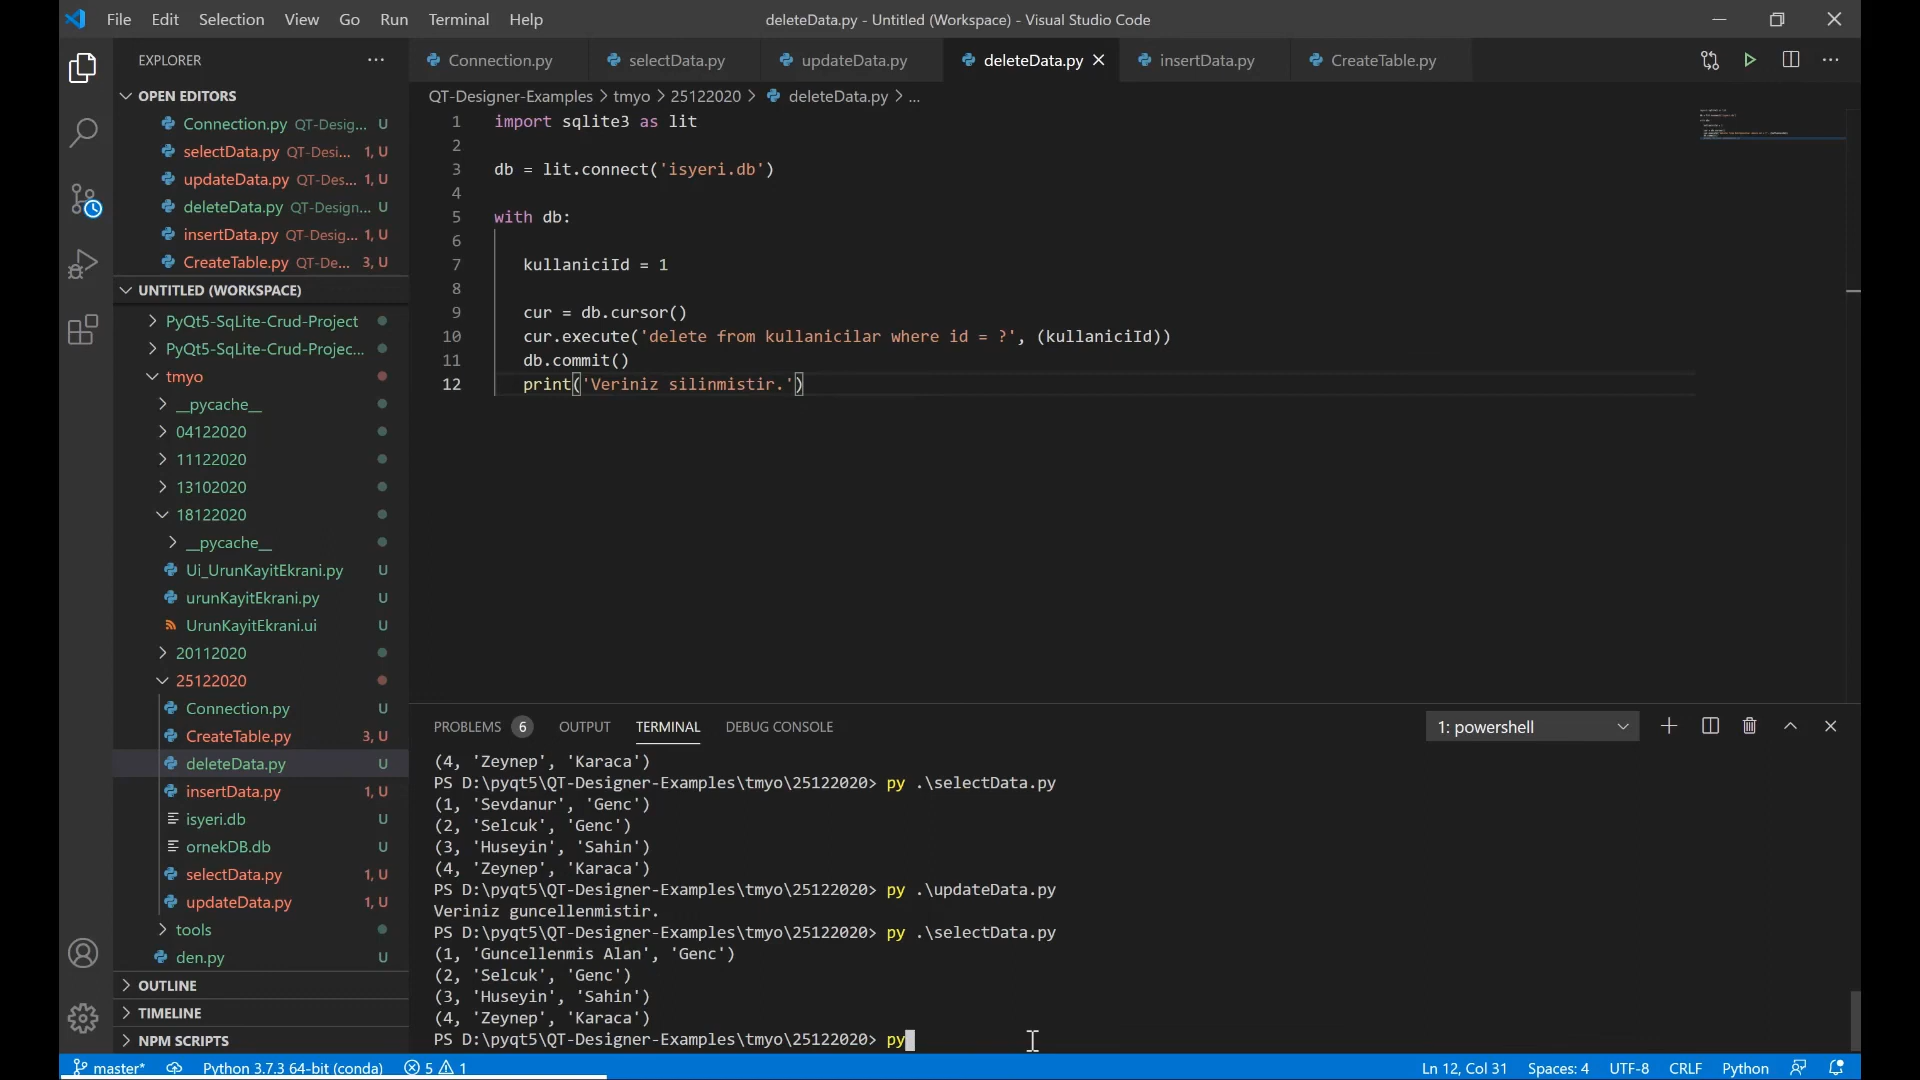 File Edit Selection View Go Run Terminal Help
deleteData.py - Untitled (Workspace) - Visual Studio Code
EXPLORER
OPEN EDITORS
Connection.py QT-Desig... U
selectData.py QT-Desi... 1, U
updateData.py QT-Des... 1, U
deleteData.py QT-Design... U
insertData.py QT-Desig... 1, U
CreateTable.py QT-De... 3, U
UNTITLED (WORKSPACE)
PyQt5-SqLite-Crud-Project
PyQt5-SqLite-Crud-Projec...
tmyo
__pycache__
04122020
11122020
13102020
18122020
__pycache__
Ui_UrunKayitEkrani.py U
urunKayitEkrani.py U
UrunKayitEkrani.ui U
20112020
25122020
Connection.py U
CreateTable.py 3, U
deleteData.py U
insertData.py 1, U
isyeri.db U
ornekDB.db U
selectData.py 1, U
updateData.py 1, U
tools
den.py U
OUTLINE
TIMELINE
NPM SCRIPTS
Connection.py selectData.py updateData.py deleteData.py insertData.py CreateTable.py
QT-Designer-Examples > tmyo > 25122020 > deleteData.py > ...
1 import sqlite3 as lit
2
3 db = lit.connect('isyeri.db')
4
5 with db:
6
7 kullaniciId = 1
8
9 cur = db.cursor()
10 cur.execute('delete from kullanicilar where id = ?', (kullaniciId))
11 db.commit()
12 print('Veriniz silinmistir.')
PROBLEMS 6 OUTPUT TERMINAL DEBUG CONSOLE 1: powershell
(4, 'Zeynep', 'Karaca')
PS D:\pyqt5\QT-Designer-Examples\tmyo\25122020> py .\selectData.py
(1, 'Sevdanur', 'Genc')
(2, 'Selcuk', 'Genc')
(3, 'Huseyin', 'Sahin')
(4, 'Zeynep', 'Karaca')
PS D:\pyqt5\QT-Designer-Examples\tmyo\25122020> py .\updateData.py
Veriniz guncellenmistir.
PS D:\pyqt5\QT-Designer-Examples\tmyo\25122020> py .\selectData.py
(1, 'Guncellenmis Alan', 'Genc')
(2, 'Selcuk', 'Genc')
(3, 'Huseyin', 'Sahin')
(4, 'Zeynep', 'Karaca')
PS D:\pyqt5\QT-Designer-Examples\tmyo\25122020> py
master* Python 3.7.3 64-bit (conda) 5 1 Ln 12, Col 31 Spaces: 4 UTF-8 CRLF Python